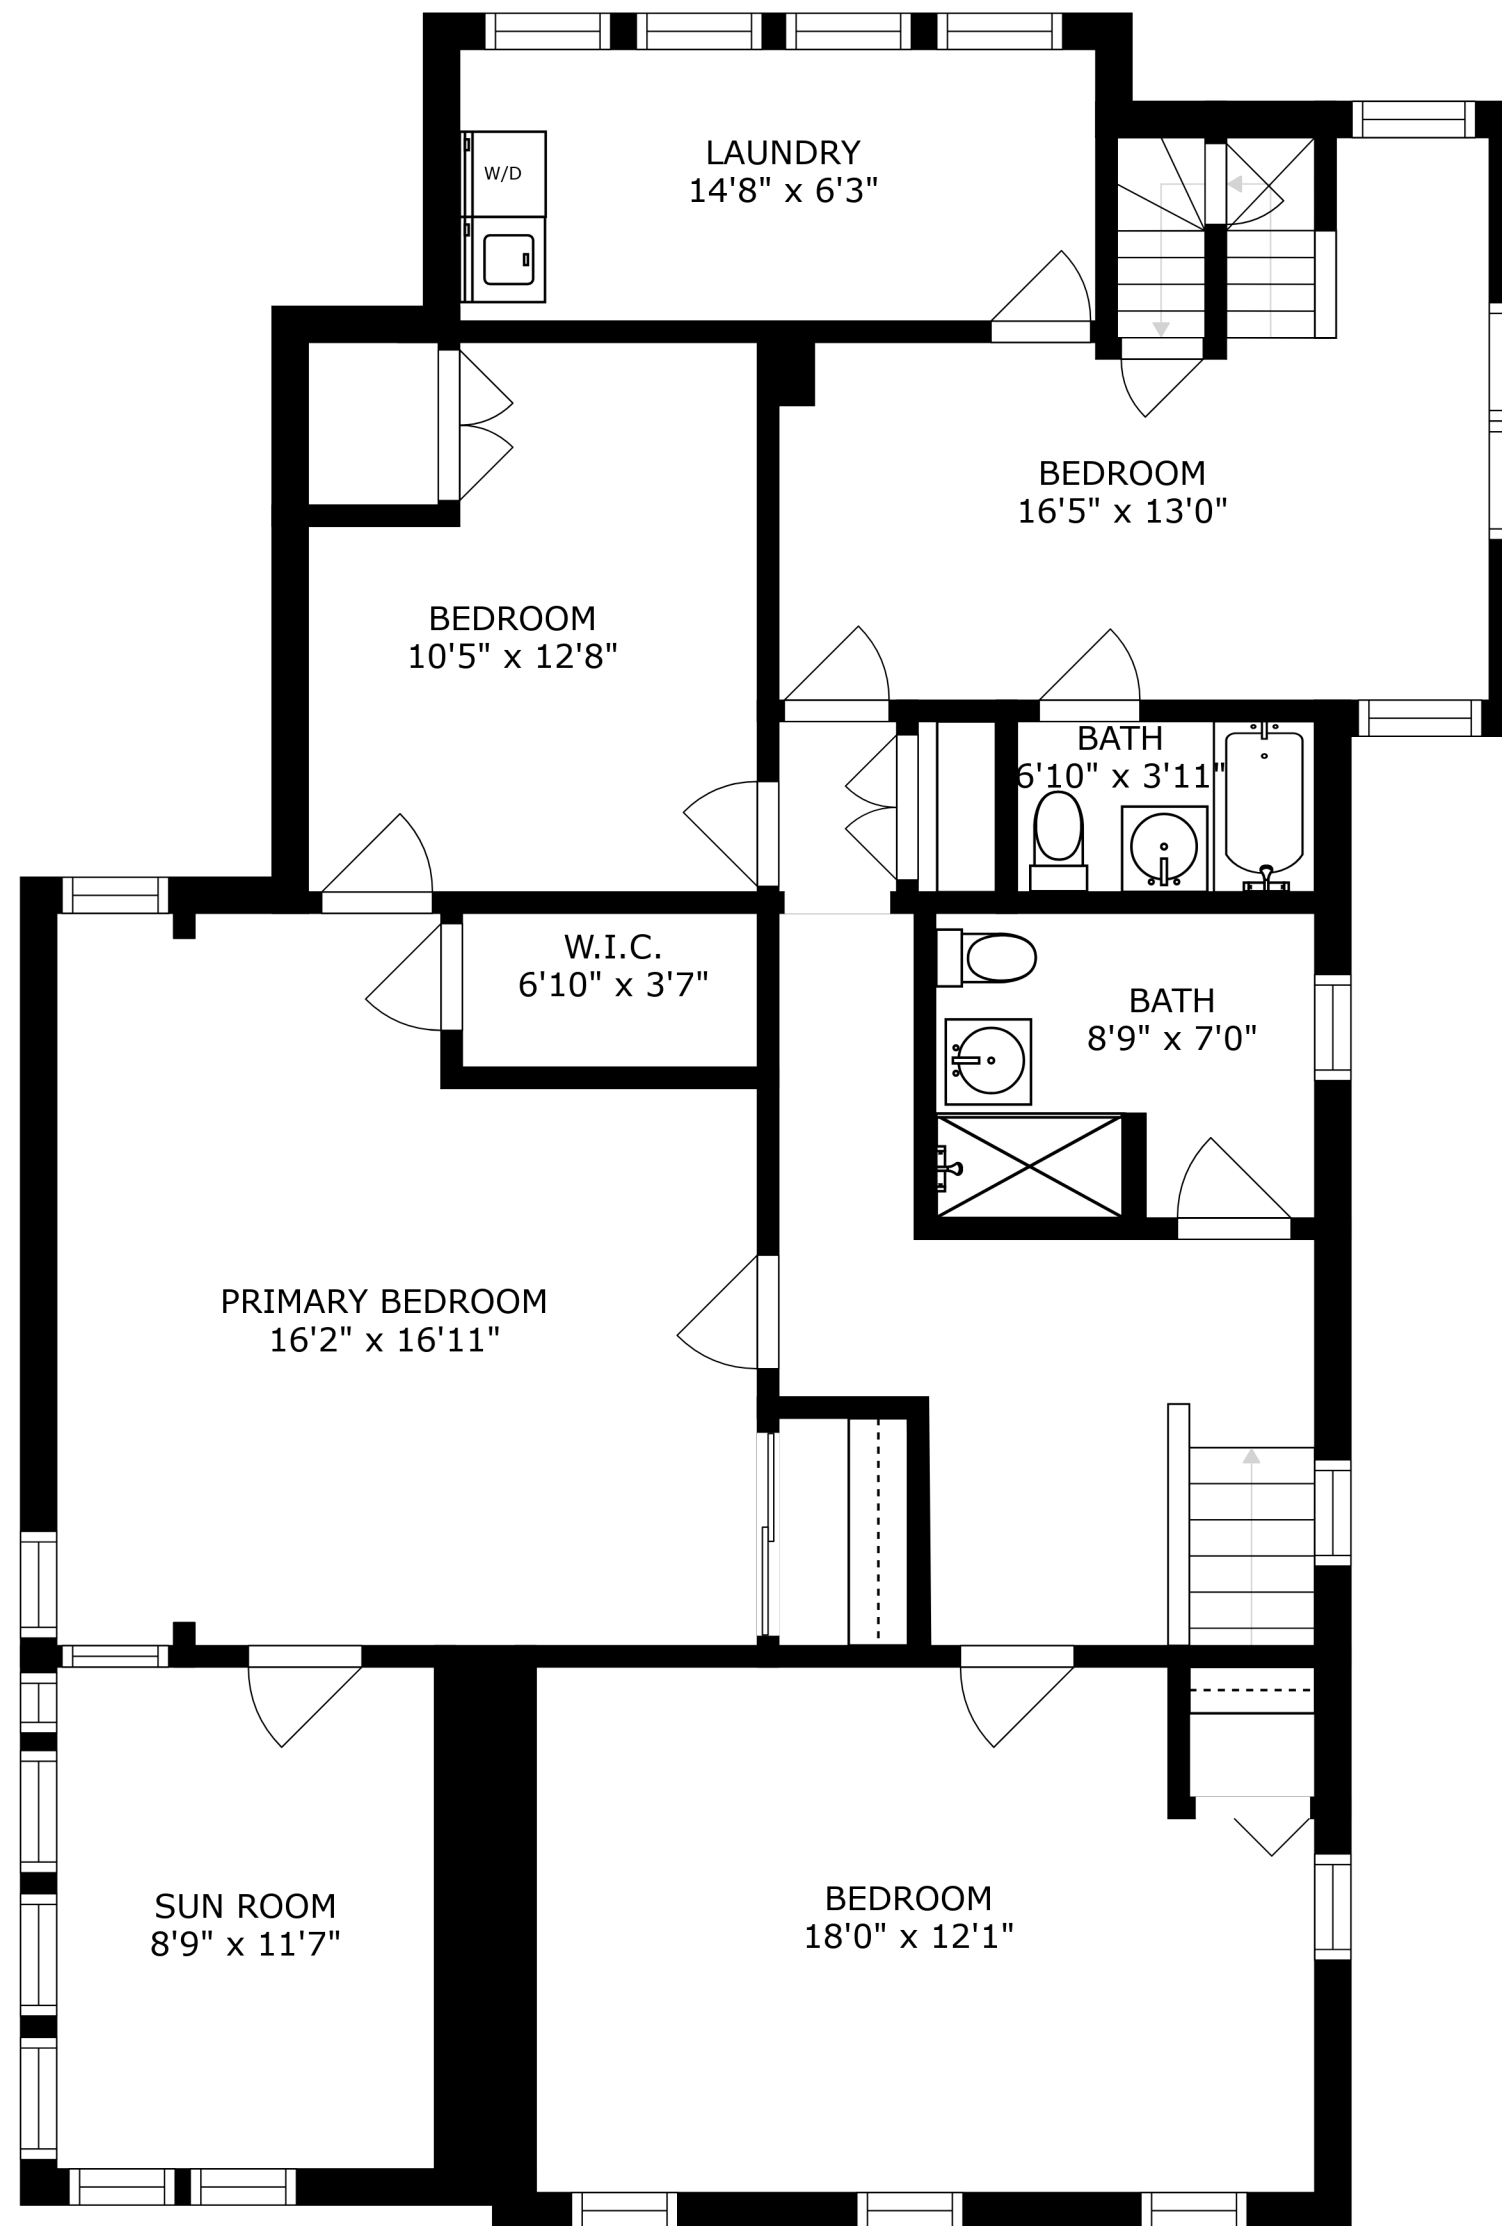 LAUNDRY
14'8" x 6'3"
W/D
BEDROOM
16'5" x 13'0"
BEDROOM
10'5" x 12'8"
BATH
6'10" x 3'11"
W.I.C.
6'10" x 3'7"
BATH
8'9" x 7'0"
PRIMARY BEDROOM
16'2" x 16'11"
SUN ROOM
8'9" x 11'7"
BEDROOM
18'0" x 12'1"